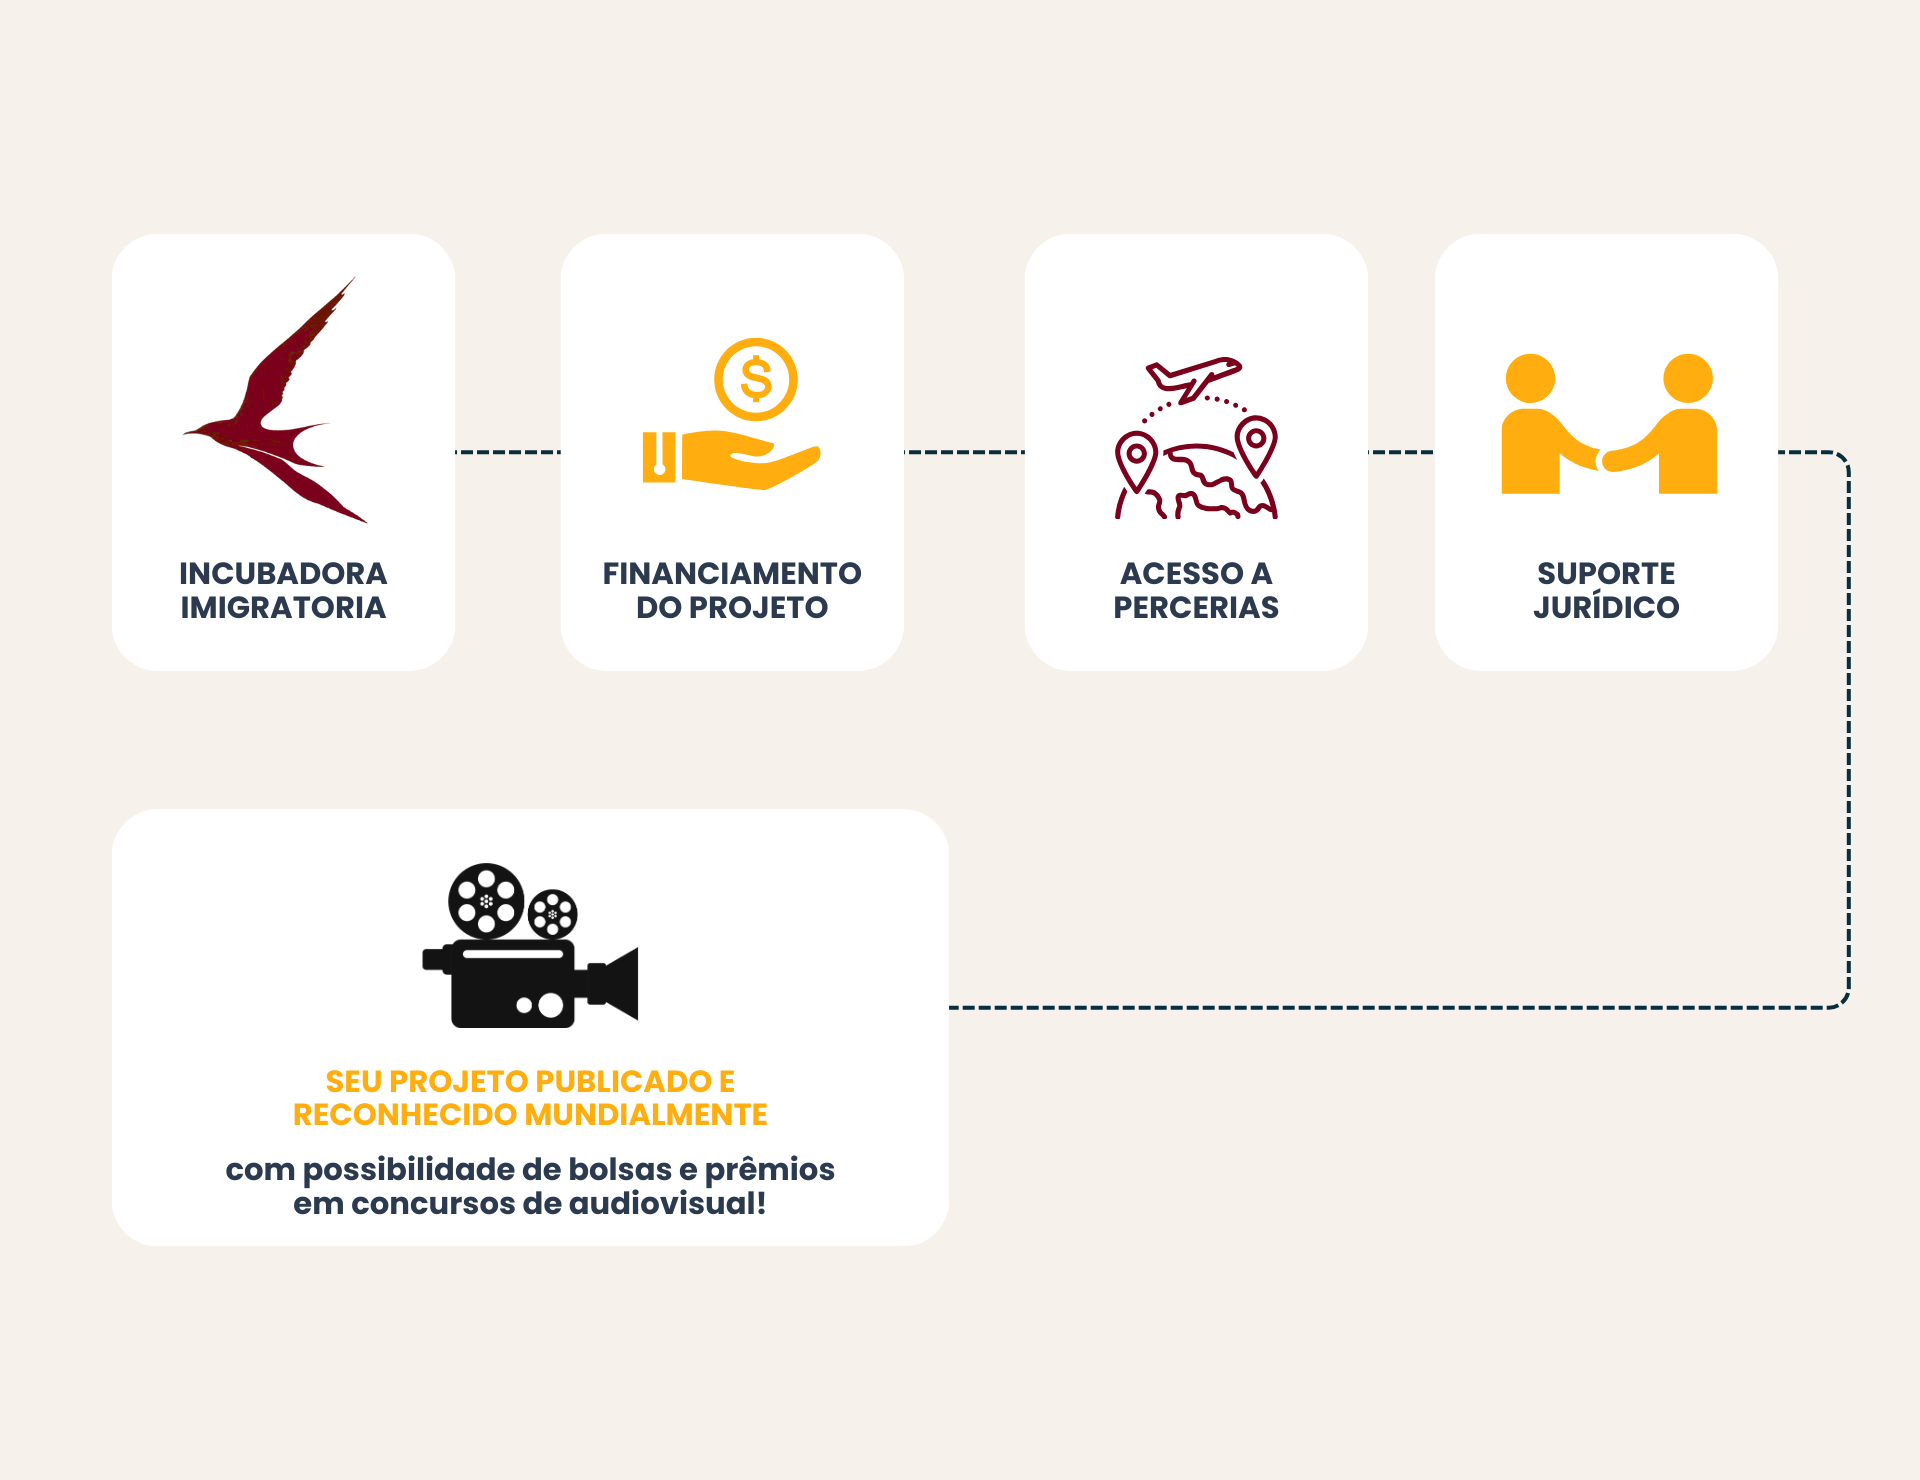 INCUBADORA
IMIGRATORIA
FINANCIAMENTO
DO PROJETO
ACESSO A
PERCERIAS
SUPORTE
JURÍDICO
SEU PROJETO PUBLICADO E
RECONHECIDO MUNDIALMENTE
com possibilidade de bolsas e prêmios
em concursos de audiovisual!